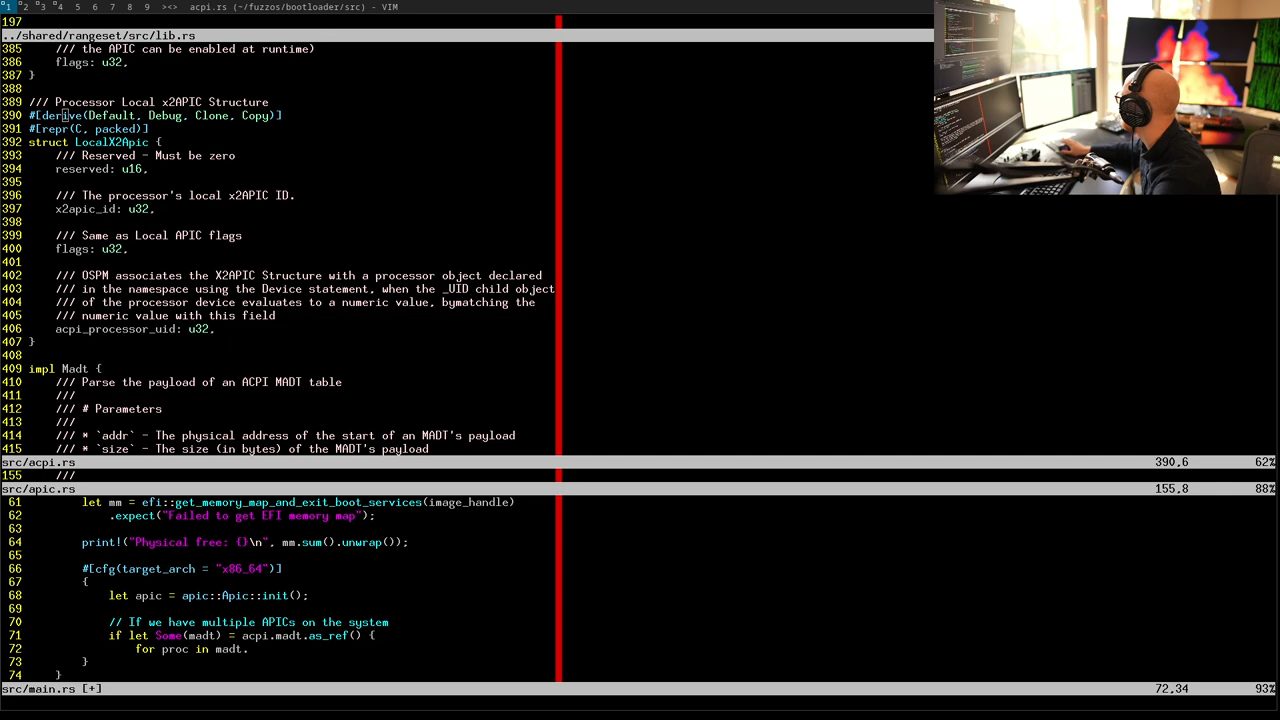 1 2 3 4 5 6 7 8 9 ><> acpi.rs (~/fuzzos/bootloader/src) - VIM
197
../shared/rangeset/src/lib.rs
385 /// the APIC can be enabled at runtime)
386 flags: u32,
387 }
388
389 /// Processor Local x2APIC Structure
390 #[derive(Default, Debug, Clone, Copy)]
391 #[repr(C, packed)]
392 struct LocalX2Apic {
393 /// Reserved - Must be zero
394 reserved: u16,
395
396 /// The processor's local x2APIC ID.
397 x2apic_id: u32,
398
399 /// Same as Local APIC flags
400 flags: u32,
401
402 /// OSPM associates the X2APIC Structure with a processor object declared
403 /// in the namespace using the Device statement, when the _UID child object
404 /// of the processor device evaluates to a numeric value, bymatching the
405 /// numeric value with this field
406 acpi_processor_uid: u32,
407 }
408
409 impl Madt {
410 /// Parse the payload of an ACPI MADT table
411 ///
412 /// # Parameters
413 ///
414 /// * `addr` - The physical address of the start of an MADT's payload
415 /// * `size` - The size (in bytes) of the MADT's payload
src/acpi.rs 390,6 62%
155 ///
src/apic.rs 155,8 88%
61 let mm = efi::get_memory_map_and_exit_boot_services(image_handle)
62 .expect("Failed to get EFI memory map");
63
64 print!("Physical free: {}\n", mm.sum().unwrap());
65
66 #[cfg(target_arch = "x86_64")]
67 {
68 let apic = apic::Apic::init();
69
70 // If we have multiple APICs on the system
71 if let Some(madt) = acpi.madt.as_ref() {
72 for proc in madt.
73 }
74 }
src/main.rs [+] 72,34 93%